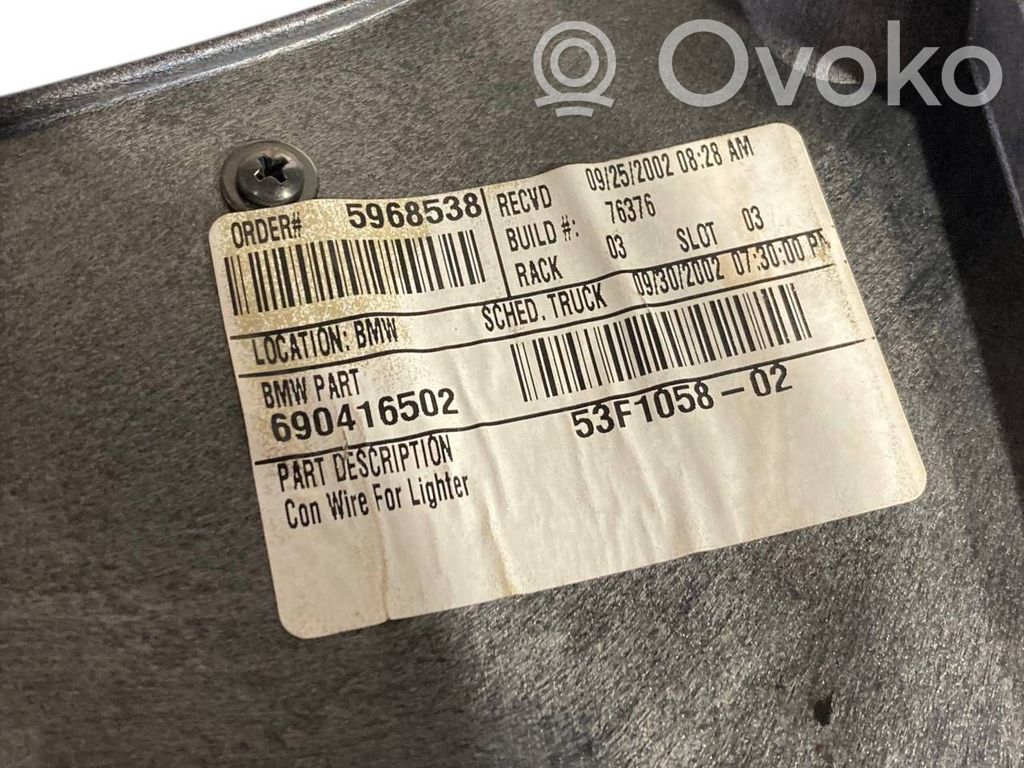 Ovoko
ORDER# 5968538
RECVD 09/25/2002 08:28 AM
BUILD #: 76376
RACK 03 SLOT 03
LOCATION: BMW SCHED. TRUCK 09/30/2002 07:30:00
BMW PART
690416502
53F1058-02
PART DESCRIPTION
Con Wire For Lighter